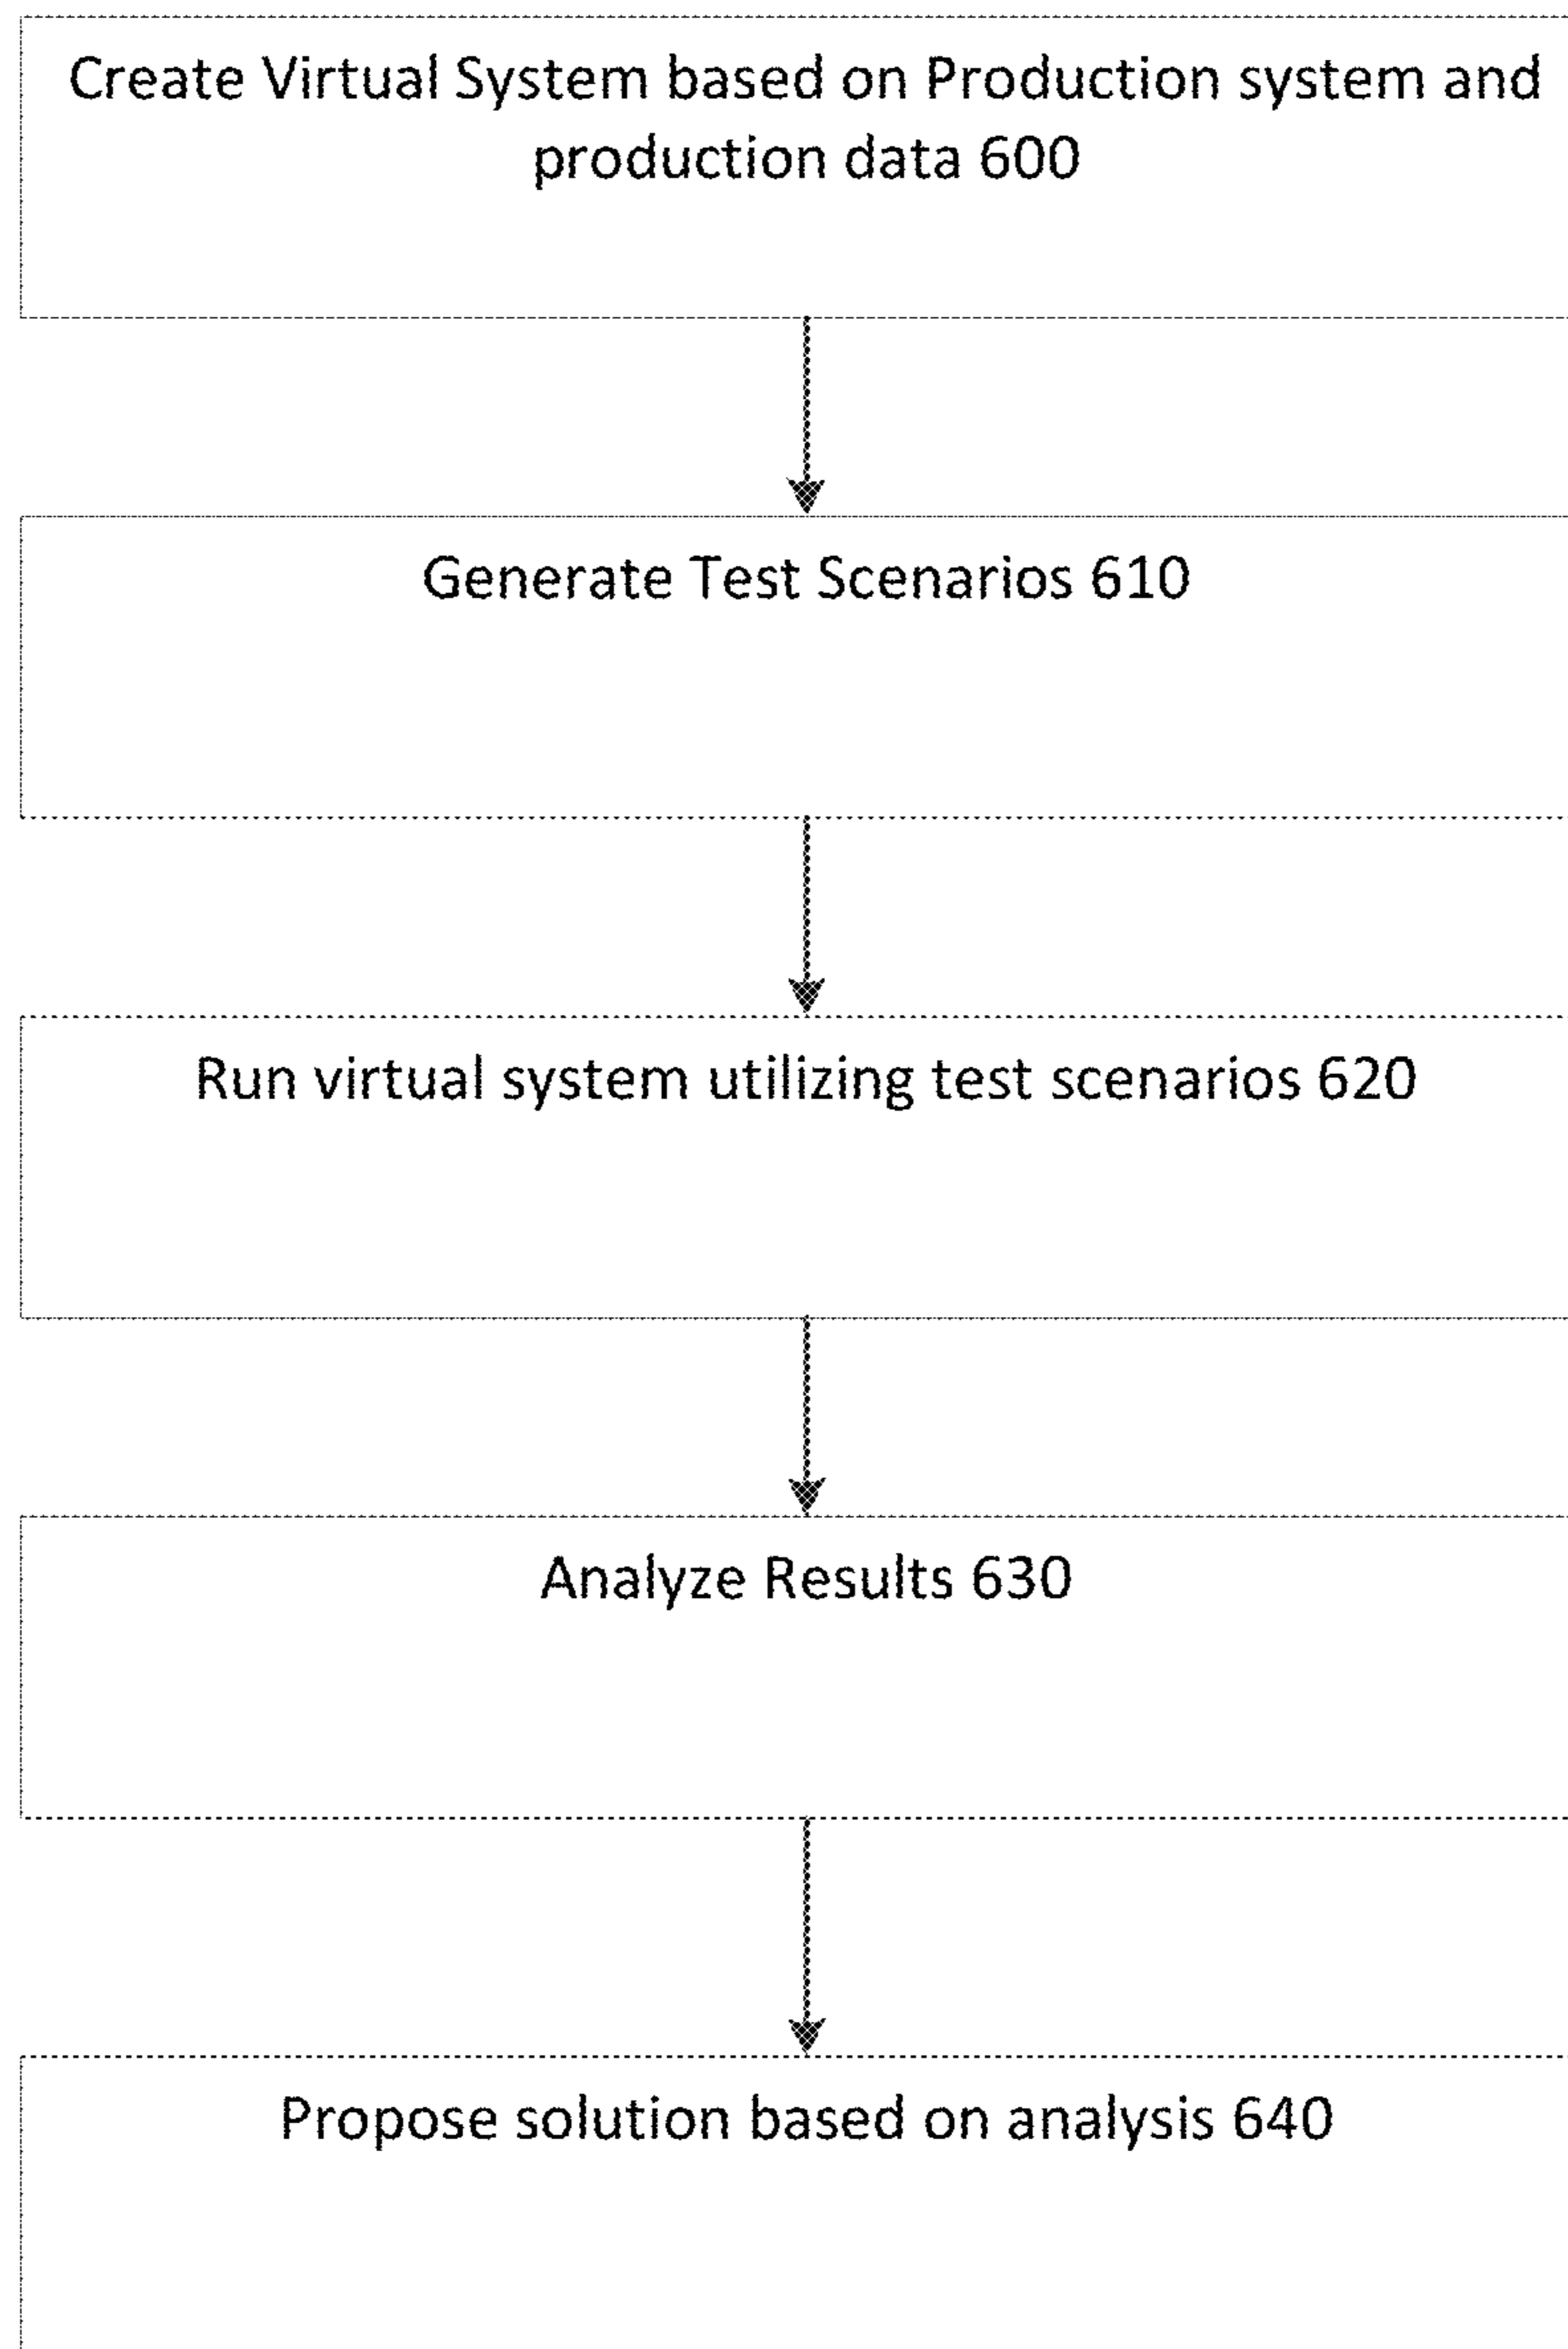 Create Virtual System based on Production system and
production data 600
Generate Test Scenarios 610
Run virtual system utilizing test scenarios 620
Analyze Results 630
Propose solution based on analysis 640